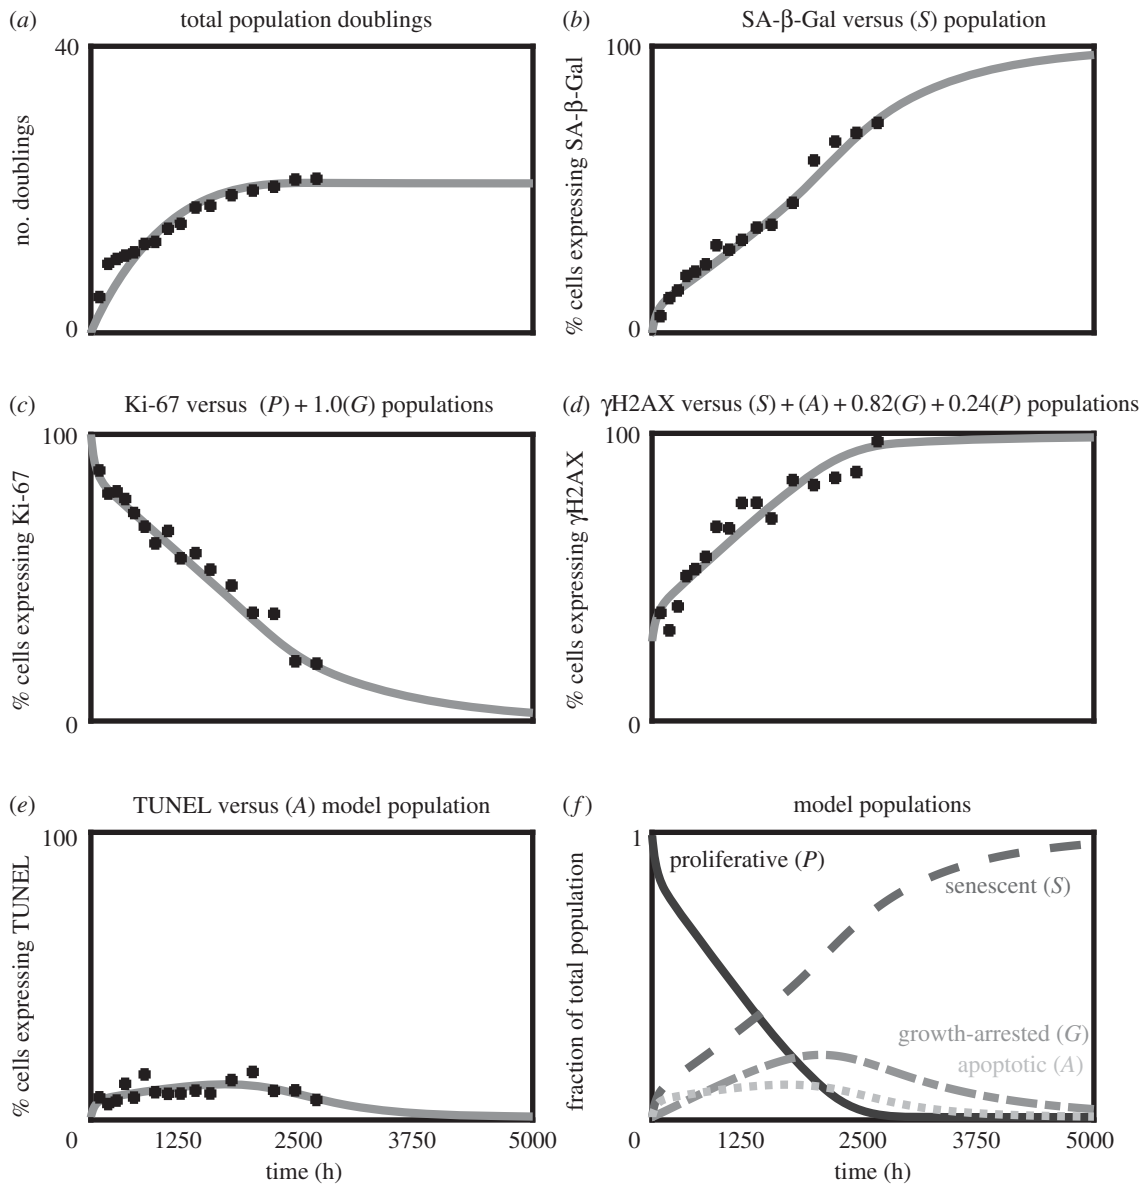 (a) total population doublings
40
no. doublings
0
(b) SA-β-Gal versus (S) population
100
% cells expressing SA-β-Gal
0
(c) Ki-67 versus (P) + 1.0(G) populations
100
% cells expressing Ki-67
0
(d) γH2AX versus (S) + (A) + 0.82(G) + 0.24(P) populations
100
% cells expressing γH2AX
0
(e) TUNEL versus (A) model population
100
% cells expressing TUNEL
0 1250 2500 3750 5000
time (h)
(f) model populations
1
fraction of total population
proliferative (P)
senescent (S)
growth-arrested (G)
apoptotic (A)
0 1250 2500 3750 5000
time (h)